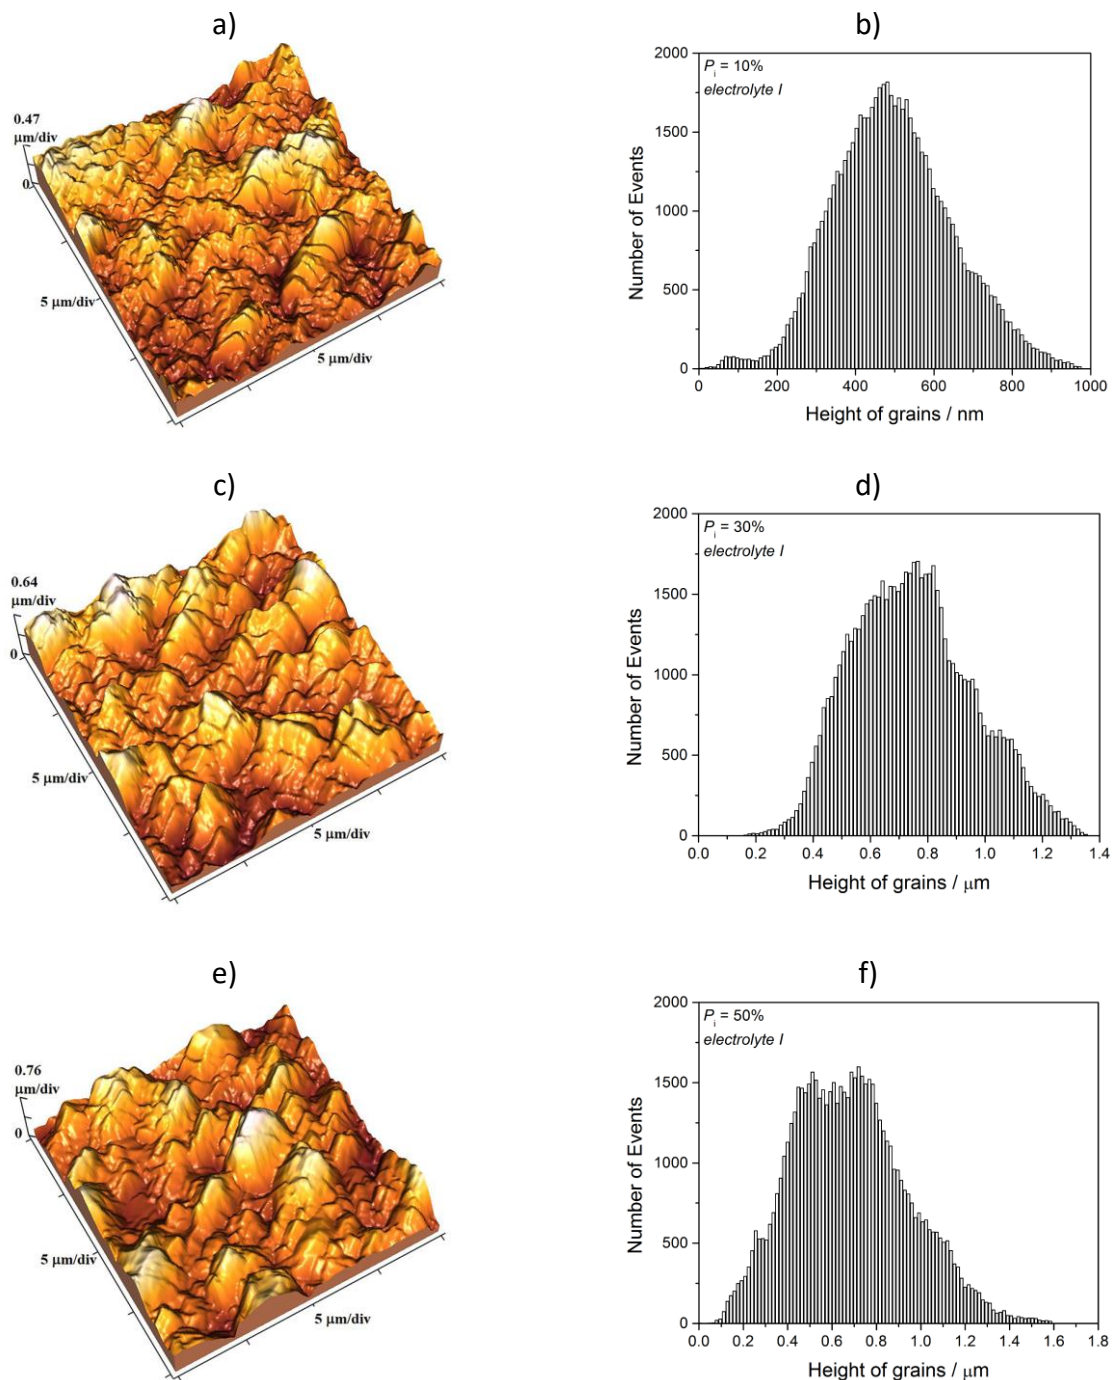 a)
0.47
μm/div
0
5 μm/div
5 μm/div
b)
2000
1500
1000
500
0
Number of Events
P_i = 10%
electrolyte I
0 200 400 600 800 1000
Height of grains / nm
c)
0.64
μm/div
0
5 μm/div
5 μm/div
d)
2000
1500
1000
500
0
Number of Events
P_i = 30%
electrolyte I
0.0 0.2 0.4 0.6 0.8 1.0 1.2 1.4
Height of grains / μm
e)
0.76
μm/div
0
5 μm/div
5 μm/div
f)
2000
1500
1000
500
0
Number of Events
P_i = 50%
electrolyte I
0.2 0.4 0.6 0.8 1.0 1.2 1.4 1.6 1.8
Height of grains / μm